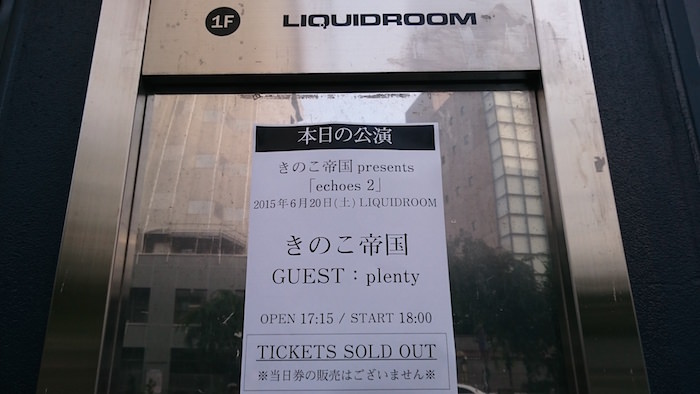 1F LIQUIDROOM
本日の公演
きのこ帝国 presents
「echoes 2」
2015年6月20日(土) LIQUIDROOM
きのこ帝国
GUEST：plenty
OPEN 17:15 / START 18:00
TICKETS SOLD OUT
※当日券の販売はございません※